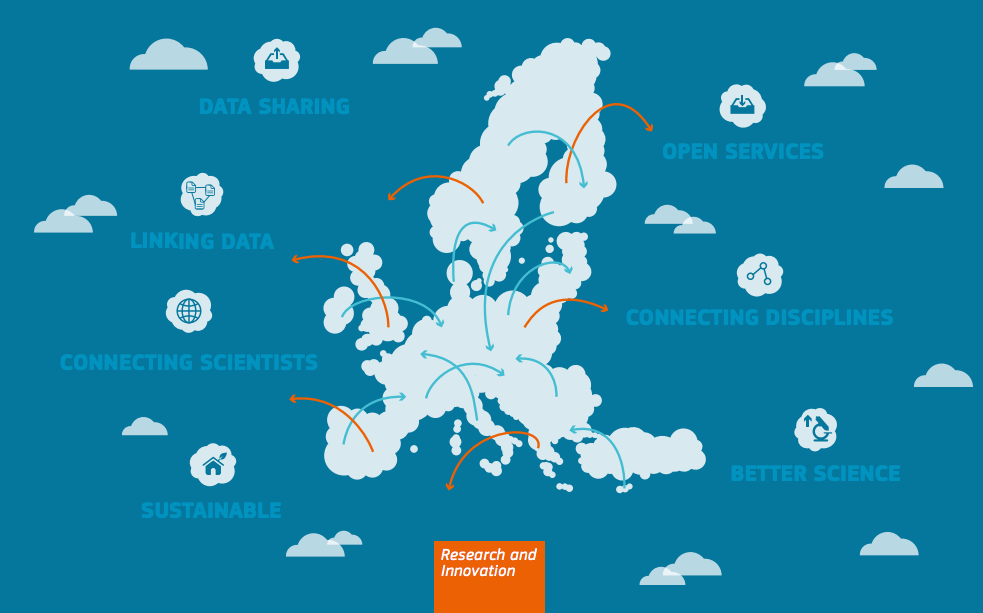 DATA SHARING
OPEN SERVICES
LINKING DATA
CONNECTING DISCIPLINES
CONNECTING SCIENTISTS
BETTER SCIENCE
SUSTAINABLE
Research and
Innovation